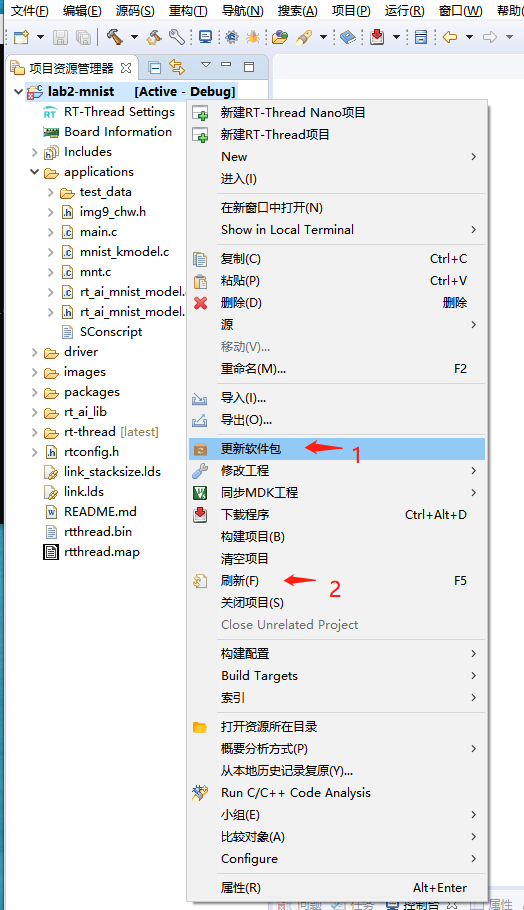 文件(F) 编辑(E) 源码(S) 重构(T) 导航(N) 搜索(A) 项目(P) 运行(R) 窗口(W) 帮助
项目资源管理器
lab2-mnist [Active - Debug]
RT-Thread Settings
Board Information
Includes
applications
test_data
img9_chw.h
main.c
mnist_kmodel.c
mnt.c
rt_ai_mnist_model.
rt_ai_mnist_model.
SConscript
driver
images
packages
rt_ai_lib
rt-thread [latest]
rtconfig.h
link_stacksize.lds
link.lds
README.md
rtthread.bin
rtthread.map
新建RT-Thread Nano项目
新建RT-Thread项目
New
进入(I)
在新窗口中打开(N)
Show in Local Terminal
复制(C) Ctrl+C
粘贴(P) Ctrl+V
删除(D) 删除
源
移动(V)...
重命名(M)... F2
导入(I)...
导出(O)...
更新软件包 1
修改工程
同步MDK工程
下载程序 Ctrl+Alt+D
构建项目(B)
清空项目
刷新(F) 2 F5
关闭项目(S)
Close Unrelated Project
构建配置
Build Targets
索引
打开资源所在目录
概要分析方式(P)
从本地历史记录复原(Y)...
Run C/C++ Code Analysis
小组(E)
比较对象(A)
Configure
属性(R) Alt+Enter
问题 任务 控制台 属性